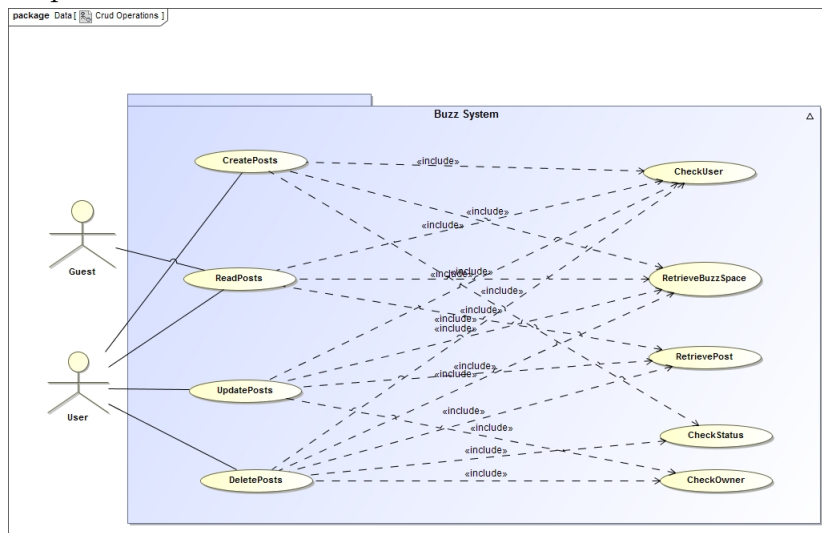 package Data [ Crud Operations ]
Buzz System
CreatePosts
«include»
CheckUser
«include»
«include»
Guest
ReadPosts
«include»
«include»
RetrieveBuzzSpace
«include»
«include»
«include»
«include»
RetrievePost
«include»
«include»
User
UpdatePosts
«include»
«include»
CheckStatus
«include»
DeletePosts
«include»
CheckOwner